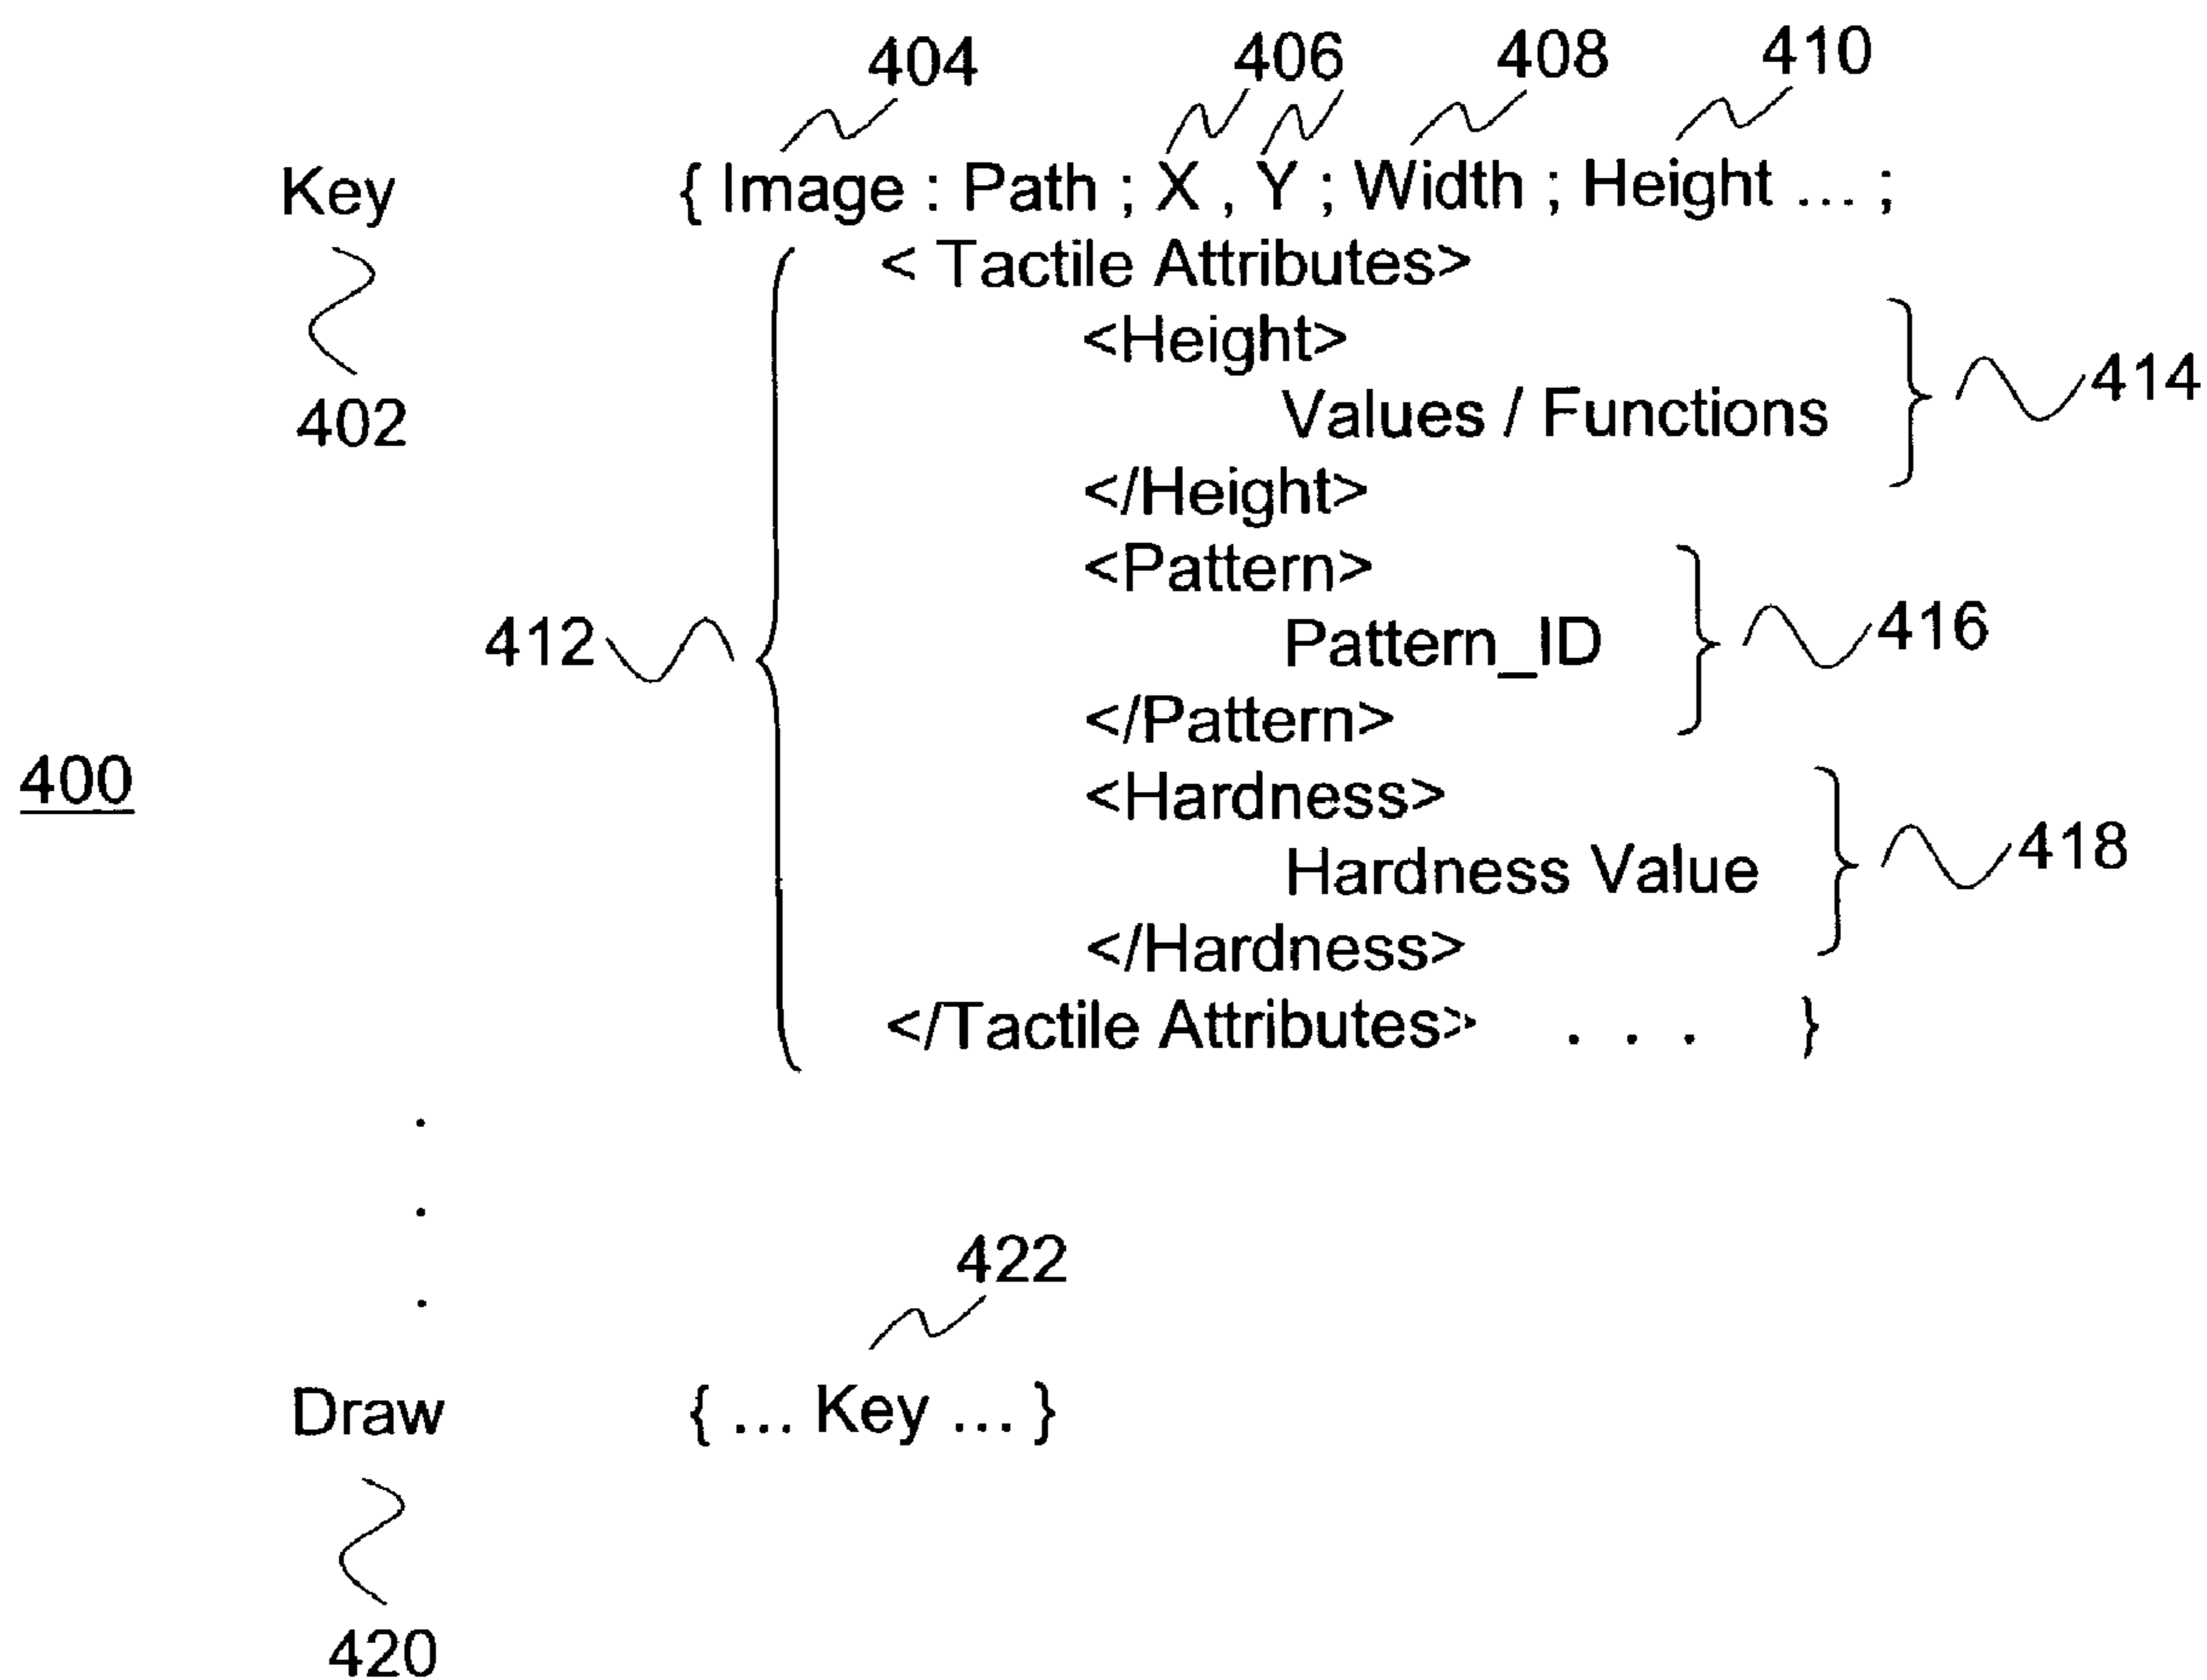 404 406 408 410
Key { Image : Path ; X , Y ; Width ; Height ... ;
< Tactile Attributes>
<Height>
Values / Functions
414
402
</Height>
<Pattern>
412
Pattern_ID
416
</Pattern>
400
<Hardness>
Hardness Value
418
</Hardness>
</Tactile Attributes> . . . }
.
.
422
.
Draw { ... Key ... }
420